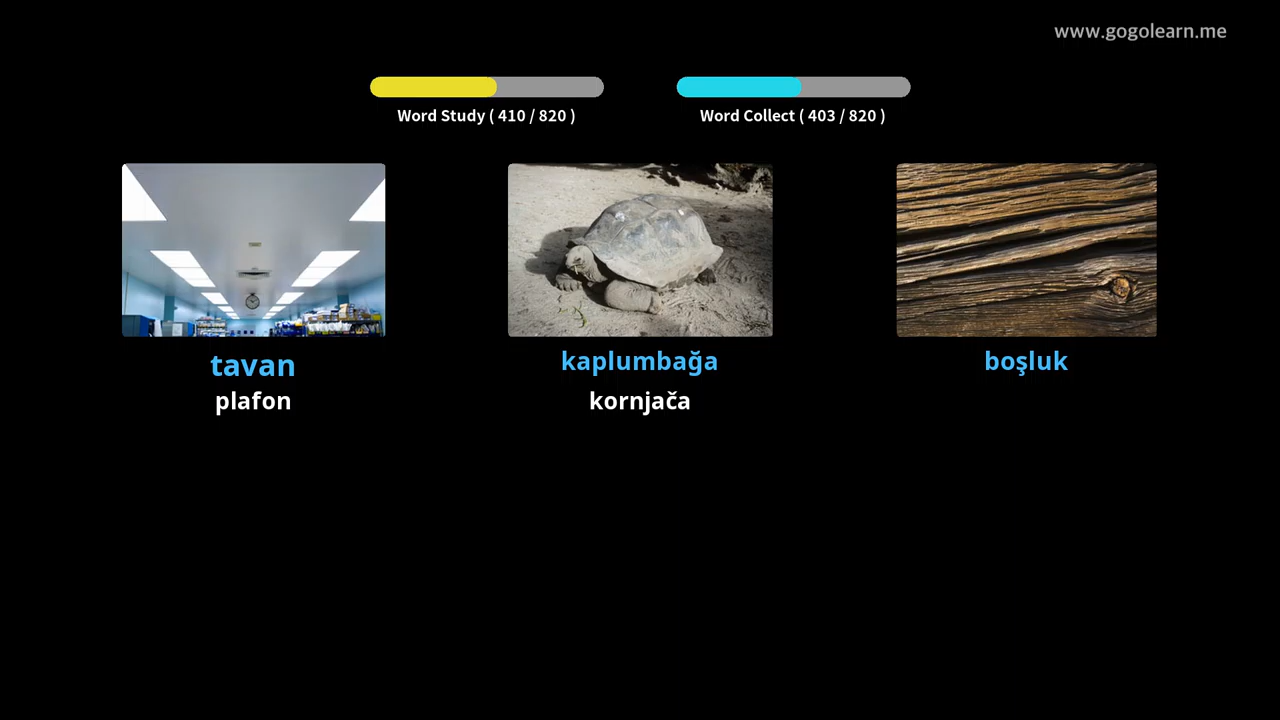 www.gogolearn.me
Word Study ( 410 / 820 )
Word Collect ( 403 / 820 )
tavan
kaplumbağa
boşluk
plafon
kornjača